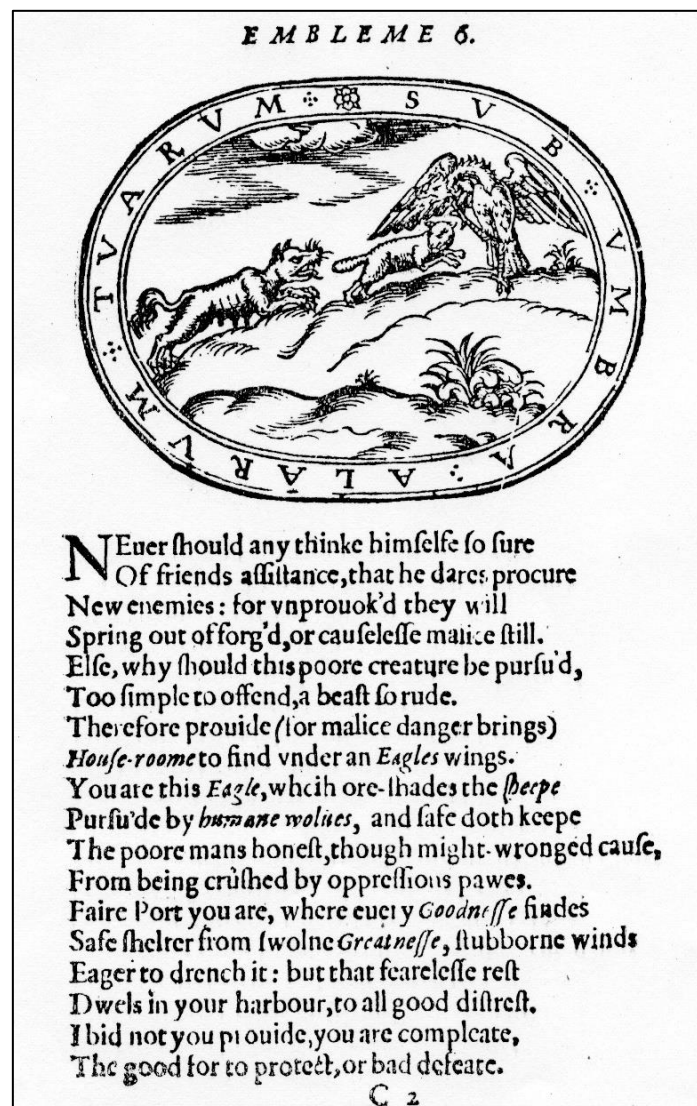 EMBLEME 6.
SVB VMBRA ALARVM TVARVM
NEuer ſhould any thinke himſelfe ſo ſure
Of friends aſſiſtance, that he dares procure
New enemies: for vnprouok'd they will
Spring out of forg'd, or cauſeleſſe malice ſtill.
Elſe, why ſhould this poore creature be purſu'd,
Too ſimple to offend, a beaſt ſo rude.
Therefore prouide (for malice danger brings)
Houſe-roome to find vnder an Eagles wings.
You are this Eagle, whcih ore-ſhades the ſheepe
Purſu'de by humane wolues, and ſafe doth keepe
The poore mans honeſt, though might-wronged cauſe,
From being cruſhed by oppreſſions pawes.
Faire Port you are, where euery Goodneſſe findes
Safe ſhelter from ſwolne Greatneſſe, ſtubborne winds
Eager to drench it: but that feareleſſe reſt
Dwels in your harbour, to all good diſtreſt.
I bid not you prouide, you are compleate,
The good for to protect, or bad defeate.
C 2